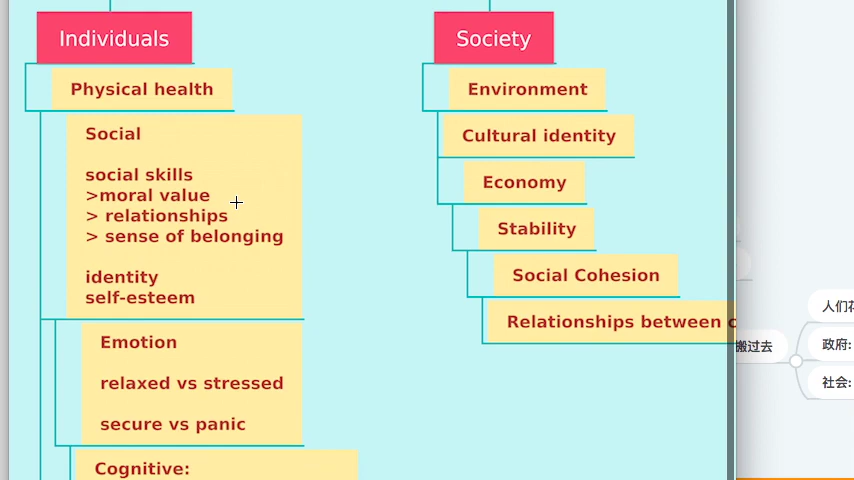 Individuals
Physical health
Social
social skills
>moral value
> relationships
> sense of belonging
identity
self-esteem
Emotion
relaxed vs stressed
secure vs panic
Cognitive:
Society
Environment
Cultural identity
Economy
Stability
Social Cohesion
Relationships between
搬过去
人们
政府:
社会: